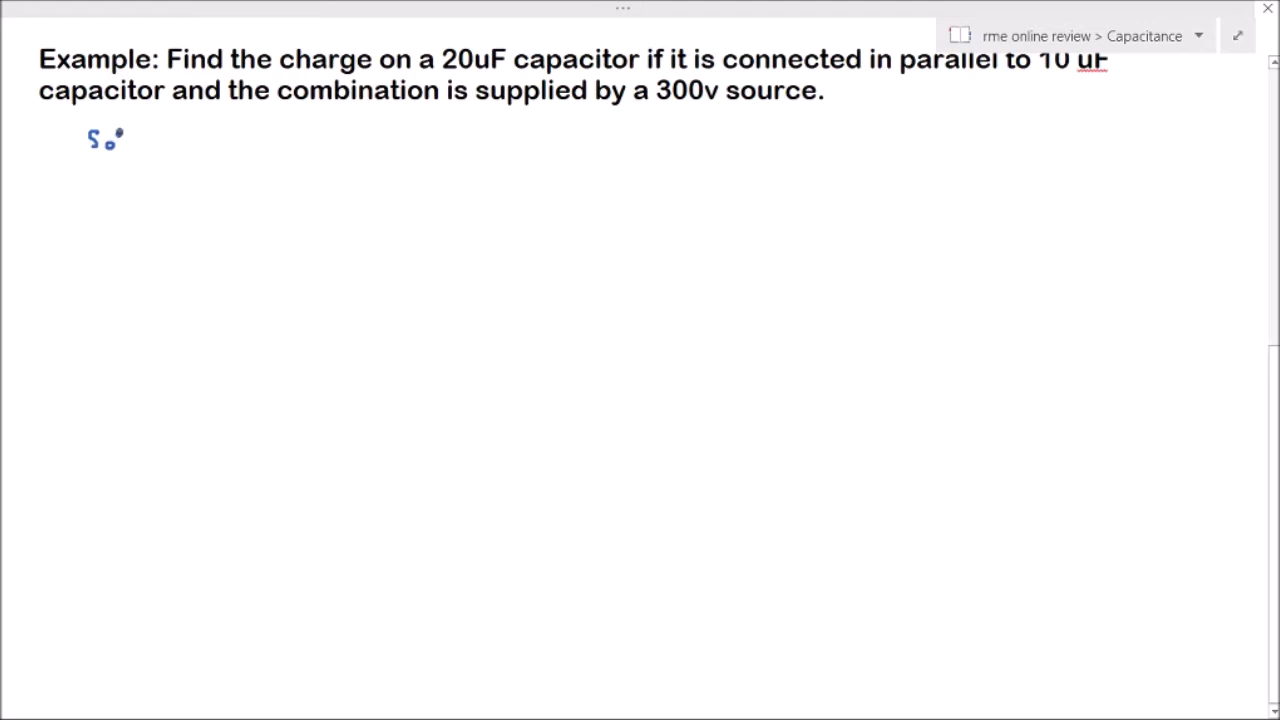 rme online review > Capacitance
Example: Find the charge on a 20uF capacitor if it is connected in parallel to 10 uF
capacitor and the combination is supplied by a 300v source.
So